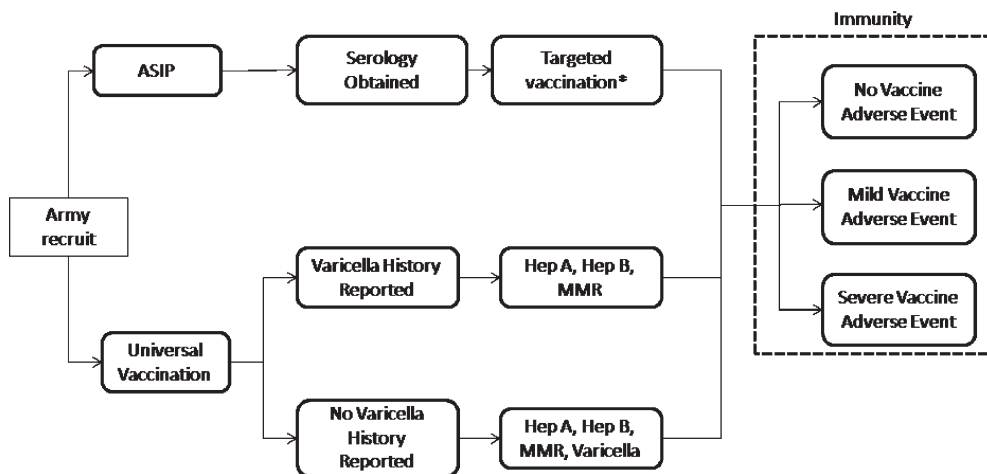 Immunity
ASIP
Serology
Obtained
Targeted
vaccination*
No Vaccine
Adverse Event
Army
recruit
Mild Vaccine
Adverse Event
Varicella History
Reported
Hep A, Hep B,
MMR
Severe Vaccine
Adverse Event
Universal
Vaccination
No Varicella
History
Reported
Hep A, Hep B,
MMR, Varicella